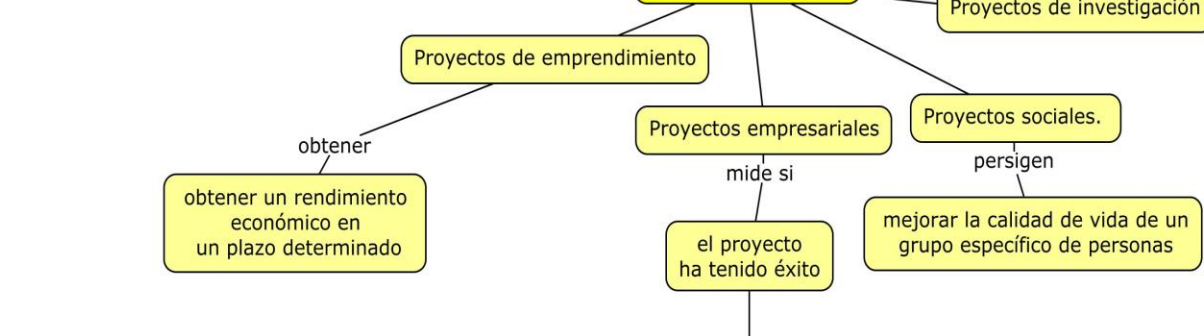 Proyectos de investigación
Proyectos de emprendimiento
Proyectos empresariales
Proyectos sociales.
obtener
mide si
persigen
obtener un rendimiento
económico en
un plazo determinado
el proyecto
ha tenido éxito
mejorar la calidad de vida de un
grupo específico de personas